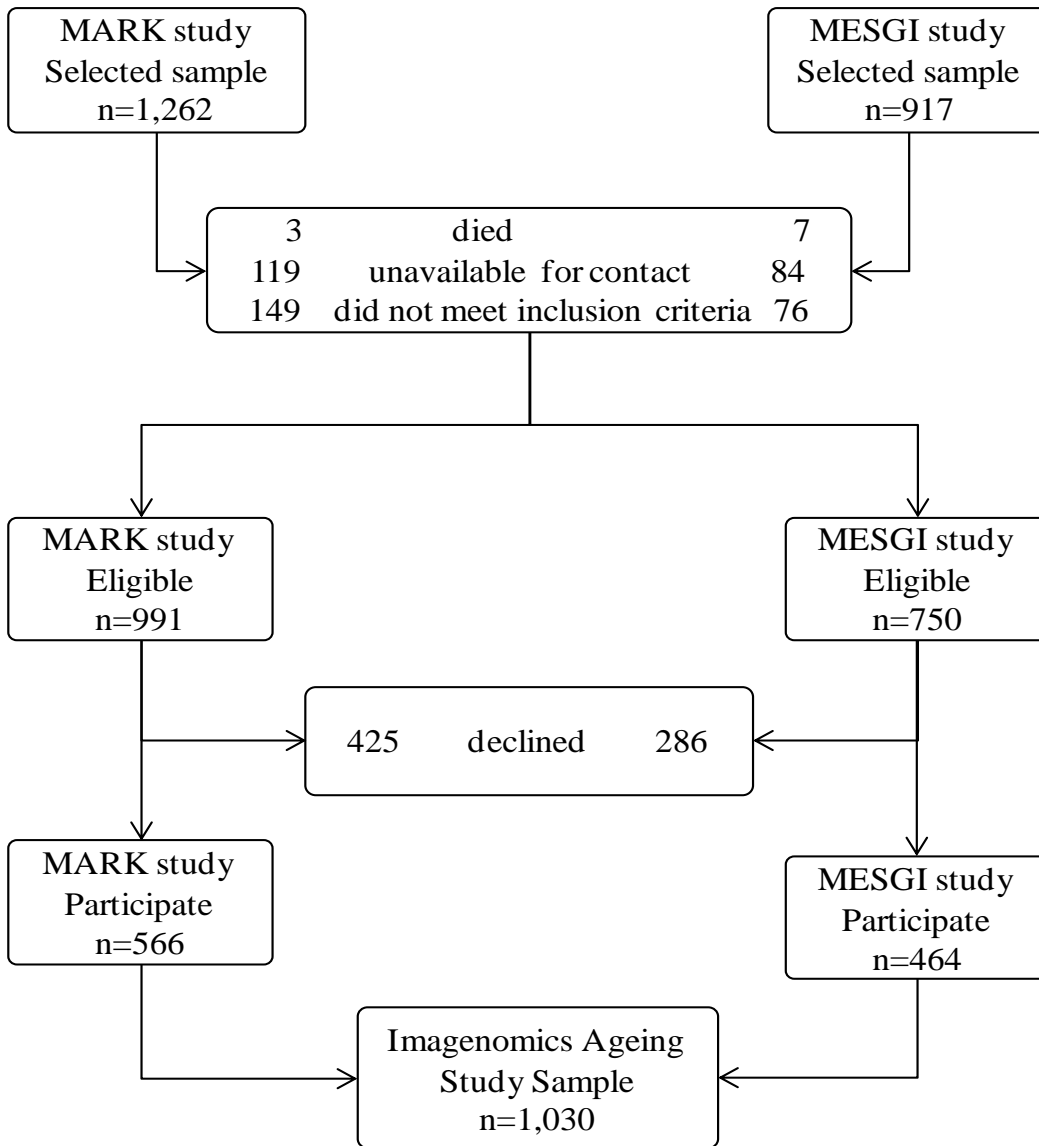 MARK study
Selected sample
n=1,262
MESGI study
Selected sample
n=917
3 died 7
119 unavailable for contact 84
149 did not meet inclusion criteria 76
MARK study
Eligible
n=991
MESGI study
Eligible
n=750
425 declined 286
MARK study
Participate
n=566
MESGI study
Participate
n=464
Imagenomics Ageing
Study Sample
n=1,030